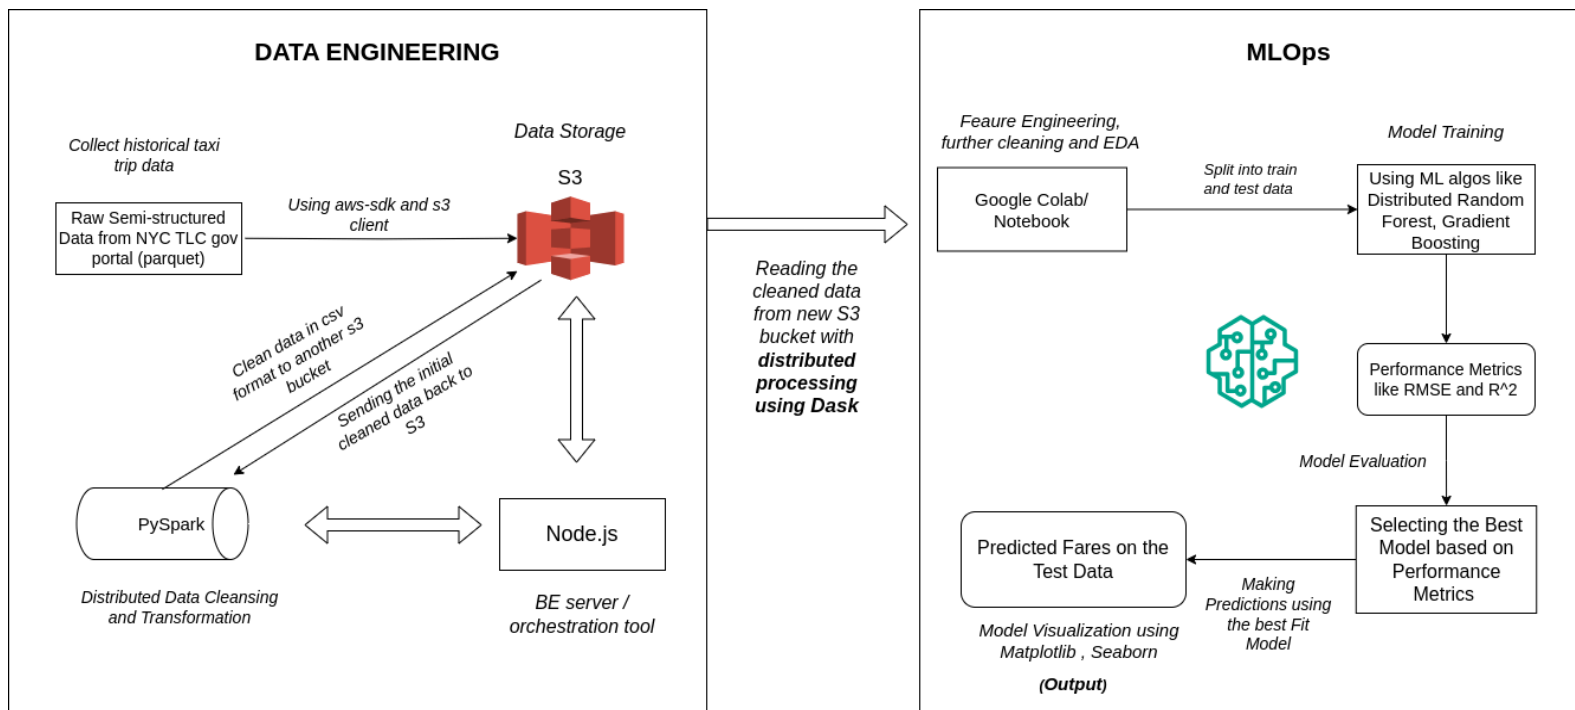 DATA ENGINEERING
Collect historical taxi
trip data
Raw Semi-structured
Data from NYC TLC gov
portal (parquet)
Using aws-sdk and s3
client
Data Storage
S3
Clean data in csv
format to another s3
bucket
Sending the initial
cleaned data back to
S3
PySpark
Distributed Data Cleansing
and Transformation
Node.js
BE server /
orchestration tool
Reading the
cleaned data
from new S3
bucket with
distributed
processing
using Dask
MLOps
Feaure Engineering,
further cleaning and EDA
Google Colab/
Notebook
Split into train
and test data
Model Training
Using ML algos like
Distributed Random
Forest, Gradient
Boosting
Performance Metrics
like RMSE and R^2
Model Evaluation
Selecting the Best
Model based on
Performance
Metrics
Making
Predictions using
the best Fit
Model
Predicted Fares on the
Test Data
Model Visualization using
Matplotlib , Seaborn
(Output)